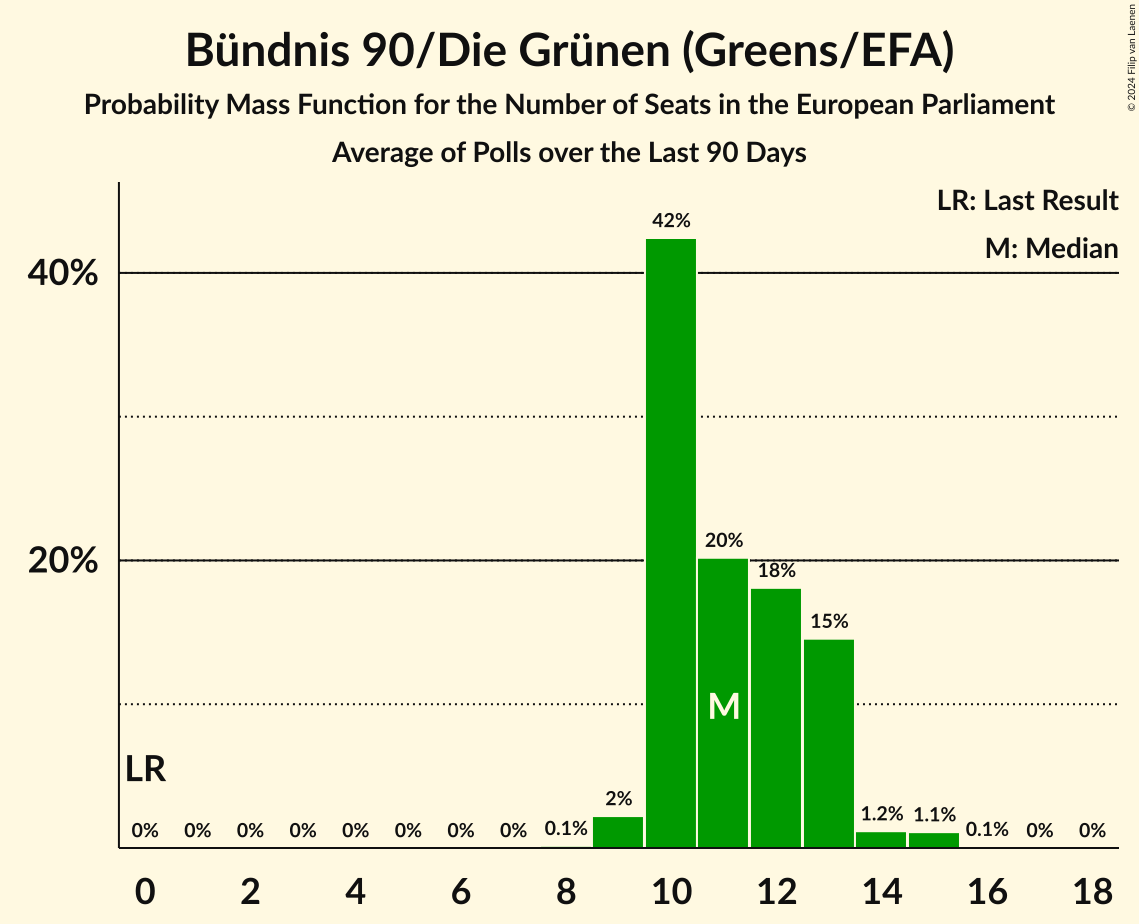 Bündnis 90/Die Grünen (Greens/EFA)
Probability Mass Function for the Number of Seats in the European Parliament
Average of Polls over the Last 90 Days
© 2024 Filip van Laenen
LR: Last Result
M: Median
40%
20%
42%
20%
18%
15%
M
LR
0% 0% 0% 0% 0% 0% 0% 0% 0.1% 2% 1.2% 1.1% 0.1% 0% 0%
0 2 4 6 8 10 12 14 16 18